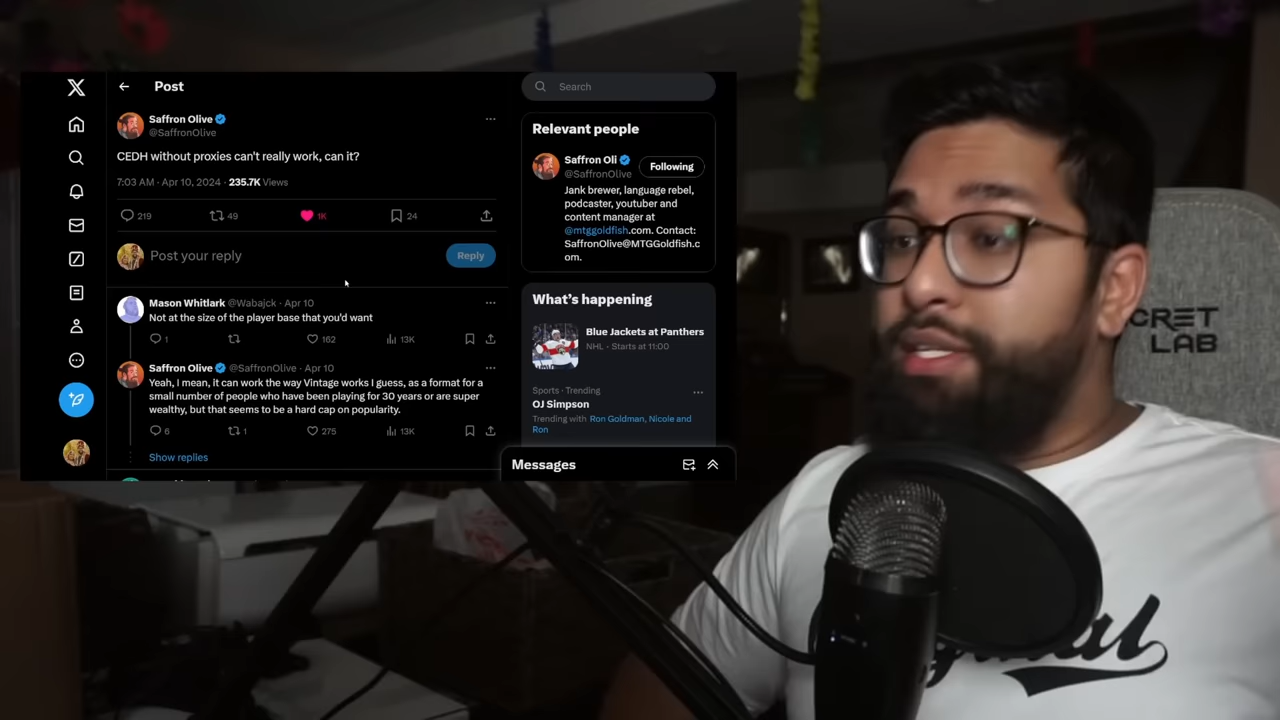 Post
Search
Saffron Olive
@SaffronOlive
CEDH without proxies can't really work, can it?
7:03 AM · Apr 10, 2024 · 235.7K Views
219
49
1K
24
Post your reply
Reply
Mason Whitlark @Wabajck · Apr 10
Not at the size of the player base that you'd want
1
162
13K
Saffron Olive @SaffronOlive · Apr 10
Yeah, I mean, it can work the way Vintage works I guess, as a format for a
small number of people who have been playing for 30 years or are super
wealthy, but that seems to be a hard cap on popularity.
6
1
275
13K
Show replies
Relevant people
Saffron Oli
@SaffronOlive
Following
Jank brewer, language rebel,
podcaster, youtuber and
content manager at
@mtggoldfish.com. Contact:
SaffronOlive@MTGGoldfish.c
om.
What's happening
Blue Jackets at Panthers
NHL · Starts at 11:00
Sports · Trending
OJ Simpson
Trending with Ron Goldman, Nicole and
Ron
Messages
CRET
LAB